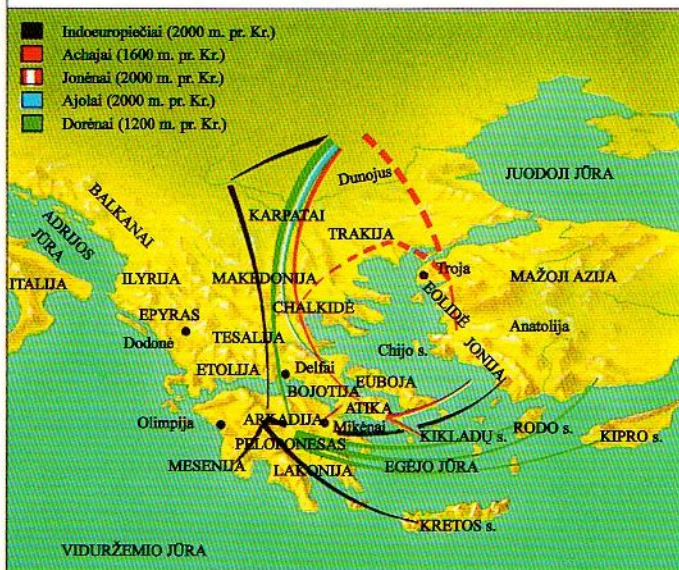 Indoeuropiečiai (2000 m. pr. Kr.)
Achajai (1600 m. pr. Kr.)
Jonėnai (2000 m. pr. Kr.)
Ajolai (2000 m. pr. Kr.)
Dorėnai (1200 m. pr. Kr.)
Dunojus
JUODOJI JŪRA
BALKANAI
KARPATAI
ADRIJOS
JŪRA
TRAKIJA
ITALIJA
ILYRIJA
MAKEDONIJA
Troja
MAŽOJI AZIJA
EOLIDĖ
CHALKIDĖ
EPYRAS
Dodonė
TESALIJA
Anatolija
Chijo s.
JONIJA
ETOLIJA
Delfai
BOJOTIJA
EUBOJA
ATIKA
Olimpija
ARKADIJA
Mikėnai
KIKLADŲ s.
RODO s.
KIPRO s.
PELOPONESAS
MESENIJA
LAKONIJA
EGĖJO JŪRA
KRETOS s.
VIDURŽEMIO JŪRA